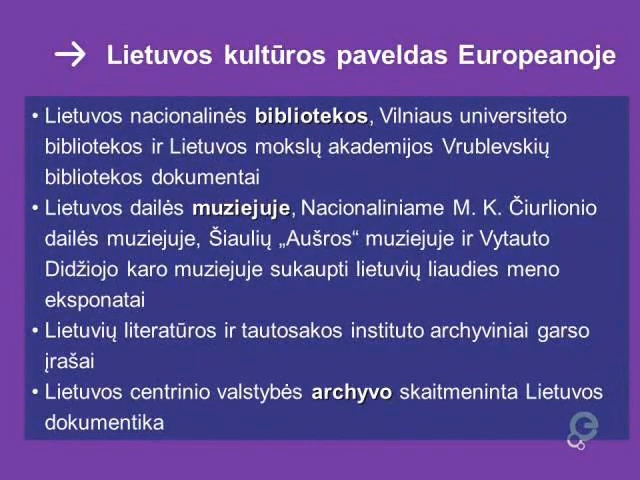 → Lietuvos kultūros paveldas Europeanoje
• Lietuvos nacionalinės bibliotekos, Vilniaus universiteto
bibliotekos ir Lietuvos mokslų akademijos Vrublevskių
bibliotekos dokumentai
• Lietuvos dailės muziejuje, Nacionaliniame M. K. Čiurlionio
dailės muziejuje, Šiaulių „Aušros“ muziejuje ir Vytauto
Didžiojo karo muziejuje sukaupti lietuvių liaudies meno
eksponatai
• Lietuvių literatūros ir tautosakos instituto archyviniai garso
įrašai
• Lietuvos centrinio valstybės archyvo skaitmeninta Lietuvos
dokumentika